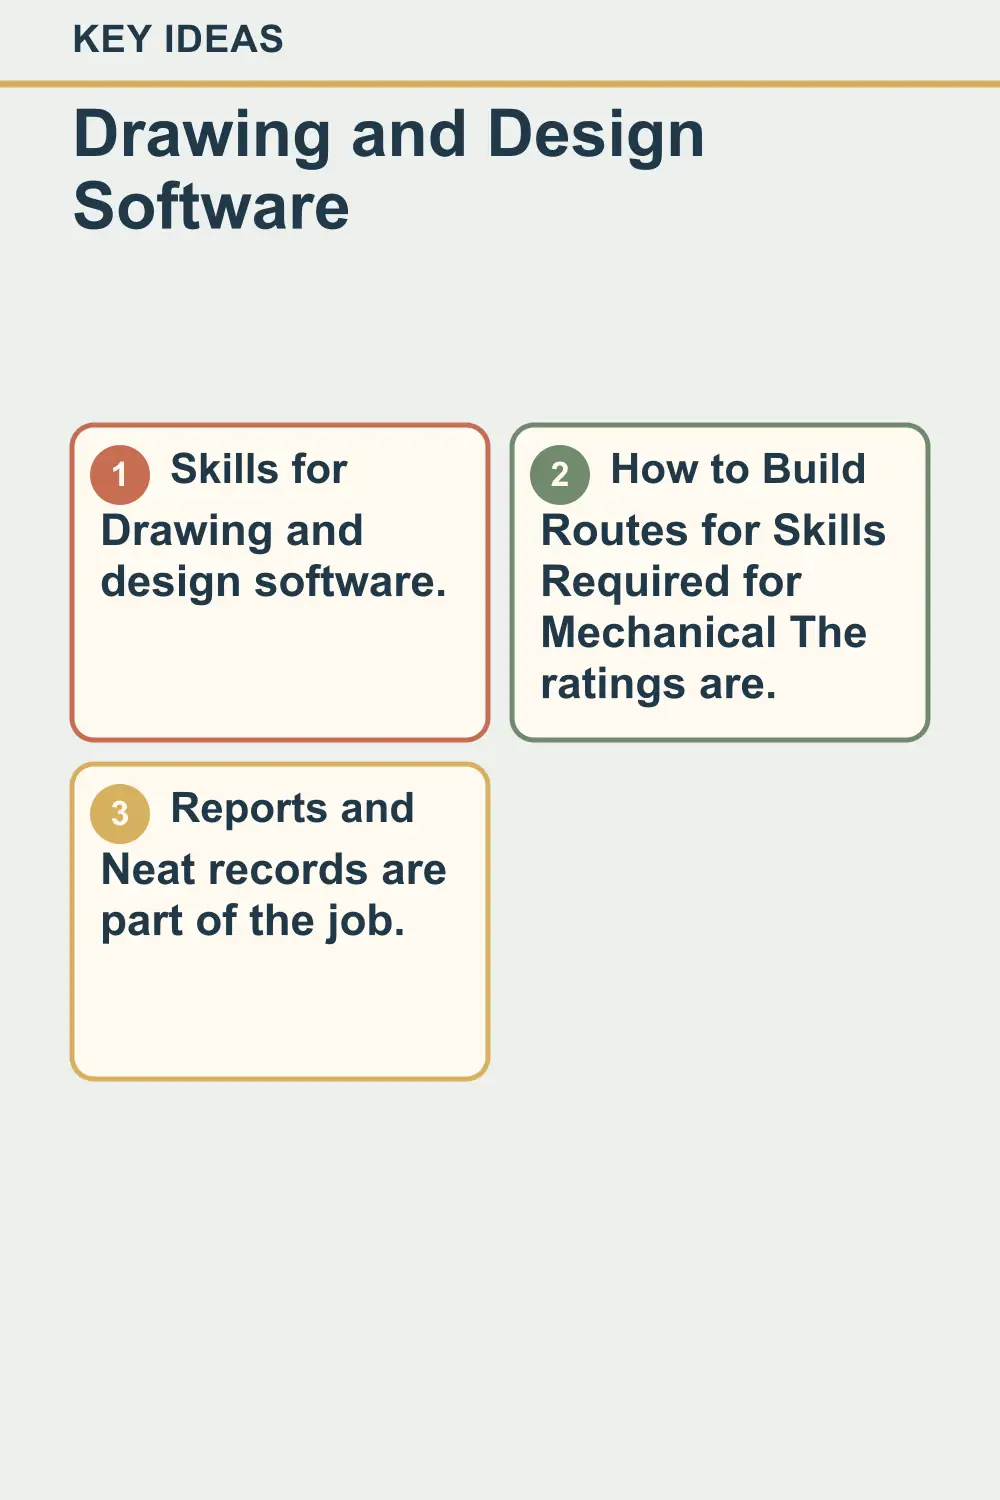 KEY IDEAS
Drawing and Design
Software
1 Skills for
Drawing and
design software.
2 How to Build
Routes for Skills
Required for
Mechanical The
ratings are.
3 Reports and
Neat records are
part of the job.